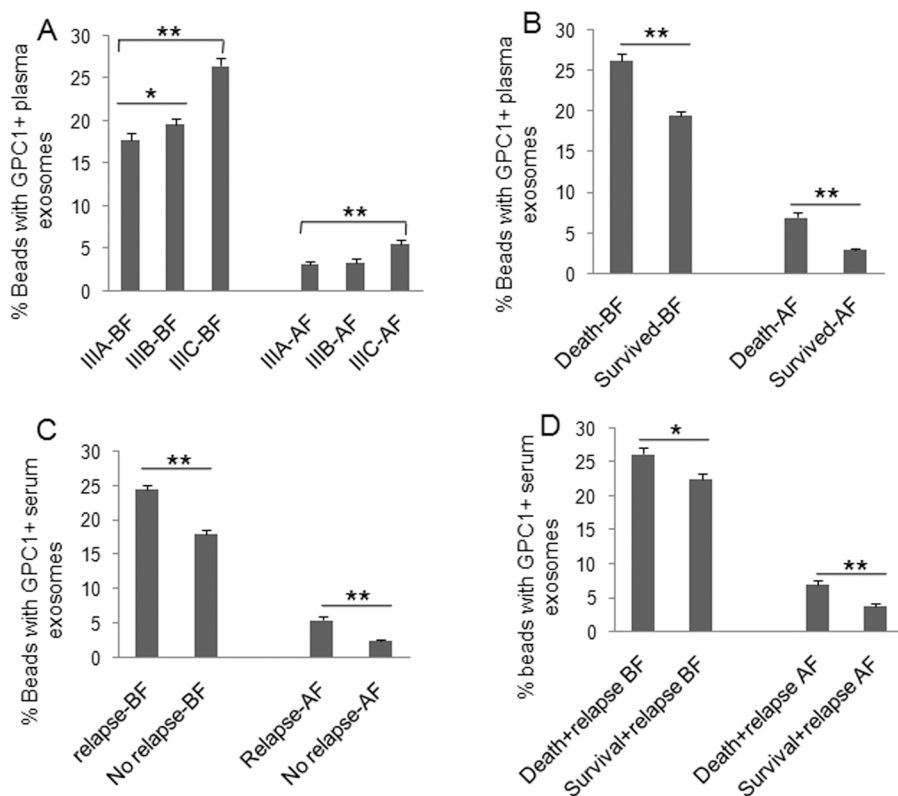 A
% Beads with GPC1+ plasma
exosomes
30
25
20
15
10
5
0
**
*
**
IIIA-BF
IIIB-BF
IIIC-BF
IIIA-AF
IIIB-AF
IIIC-AF
B
% Beads with GPC1+ plasma
exosomes
30
25
20
15
10
5
0
**
**
Death-BF
Survived-BF
Death-AF
Survived-AF
C
% Beads with GPC1+ serum
exosomes
30
25
20
15
10
5
0
**
**
relapse-BF
No relapse-BF
Relapse-AF
No relapse-AF
D
% beads with GPC1+ serum
exosomes
30
25
20
15
10
5
0
*
**
Death+relapse BF
Survival+relapse BF
Death+relapse AF
Survival+relapse AF